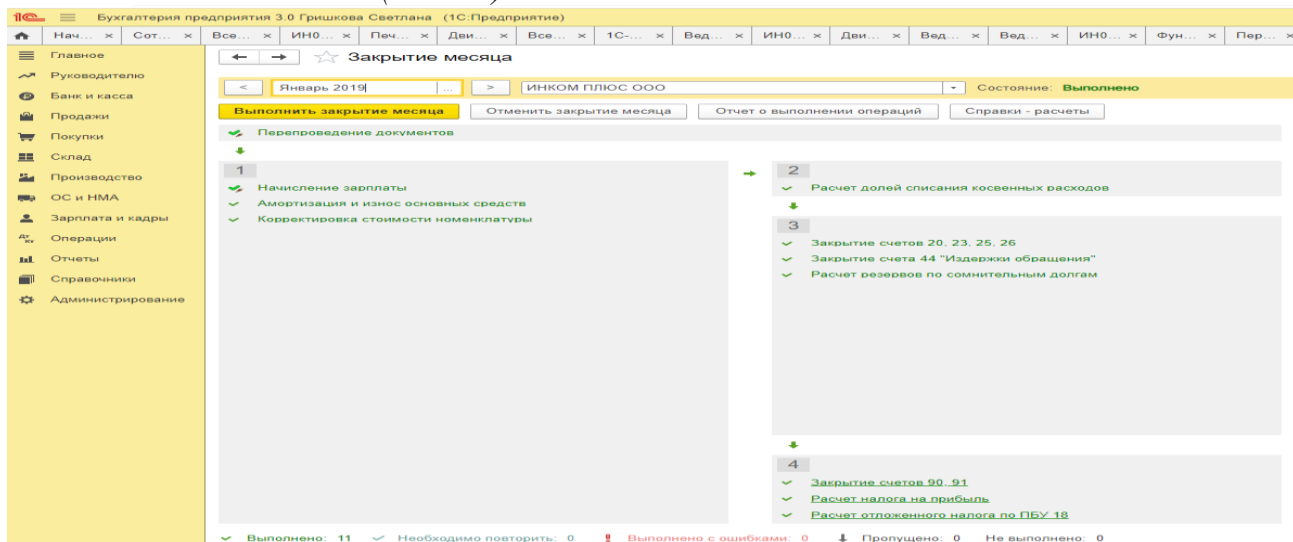 1С Бухгалтерия предприятия 3.0 Гришкова Светлана (1С:Предприятие)
Нач... × Сот... × Все... × ИН0... × Печ... × Дви... × Все... × 1С-... × Вед... × ИН0... × Дви... × Вед... × Вед... × ИН0... × Фун... × Пер... ×
Главное
Руководителю
Банк и касса
Продажи
Покупки
Склад
Производство
ОС и НМА
Зарплата и кадры
Операции
Отчеты
Справочники
Администрирование
Закрытие месяца
< Январь 2019 ... > ИНКОМ ПЛЮС ООО Состояние: Выполнено
Выполнить закрытие месяца Отменить закрытие месяца Отчет о выполнении операций Справки - расчеты
Перепроведение документов
1
Начисление зарплаты
Амортизация и износ основных средств
Корректировка стоимости номенклатуры
2
Расчет долей списания косвенных расходов
3
Закрытие счетов 20, 23, 25, 26
Закрытие счета 44 "Издержки обращения"
Расчет резервов по сомнительным долгам
4
Закрытие счетов 90, 91
Расчет налога на прибыль
Расчет отложенного налога по ПБУ 18
Выполнено: 11 Необходимо повторить: 0 Выполнено с ошибками: 0 Пропущено: 0 Не выполнено: 0